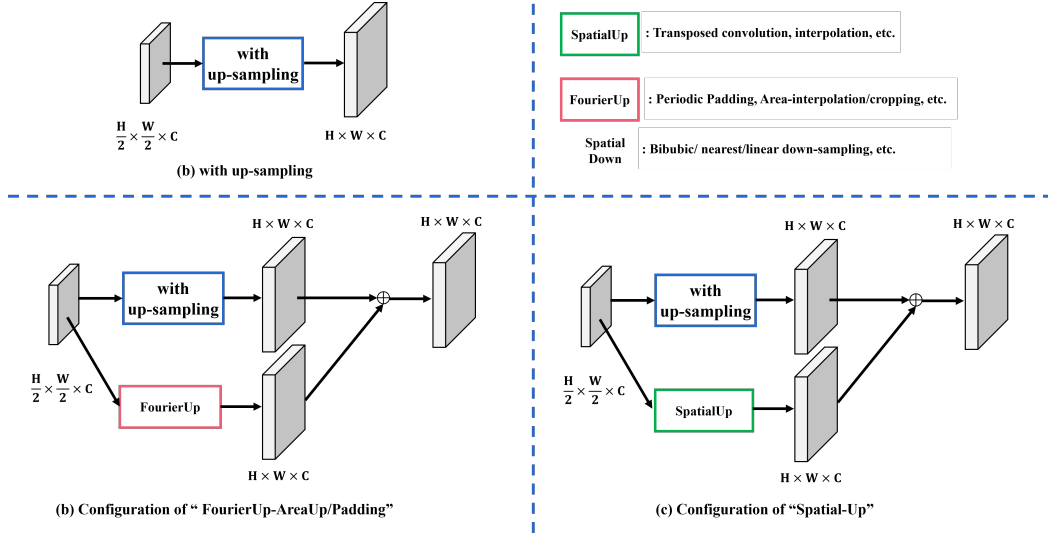 with
up-sampling
H/2 × W/2 × C
H × W × C
(b) with up-sampling
SpatialUp : Transposed convolution, interpolation, etc.
FourierUp : Periodic Padding, Area-interpolation/cropping, etc.
Spatial
Down : Bibubic/ nearest/linear down-sampling, etc.
H × W × C
H × W × C
with
up-sampling
H/2 × W/2 × C
FourierUp
H × W × C
(b) Configuration of “ FourierUp-AreaUp/Padding”
H × W × C
H × W × C
with
up-sampling
H/2 × W/2 × C
SpatialUp
H × W × C
(c) Configuration of “Spatial-Up”